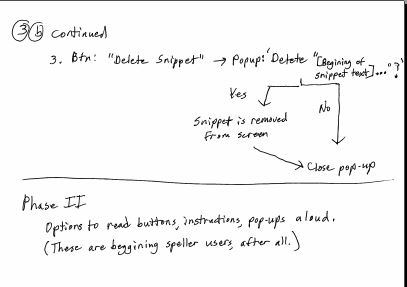 3 b continued
3. Btn: "Delete Snippet" → Popup: 'Delete "[Begining of
snippet text]..."?'
Yes
No
Snippet is removed
from screen
Close pop-up
Phase II
Options to read buttons, instructions, pop-ups aloud.
(These are beggining speller users, after all.)